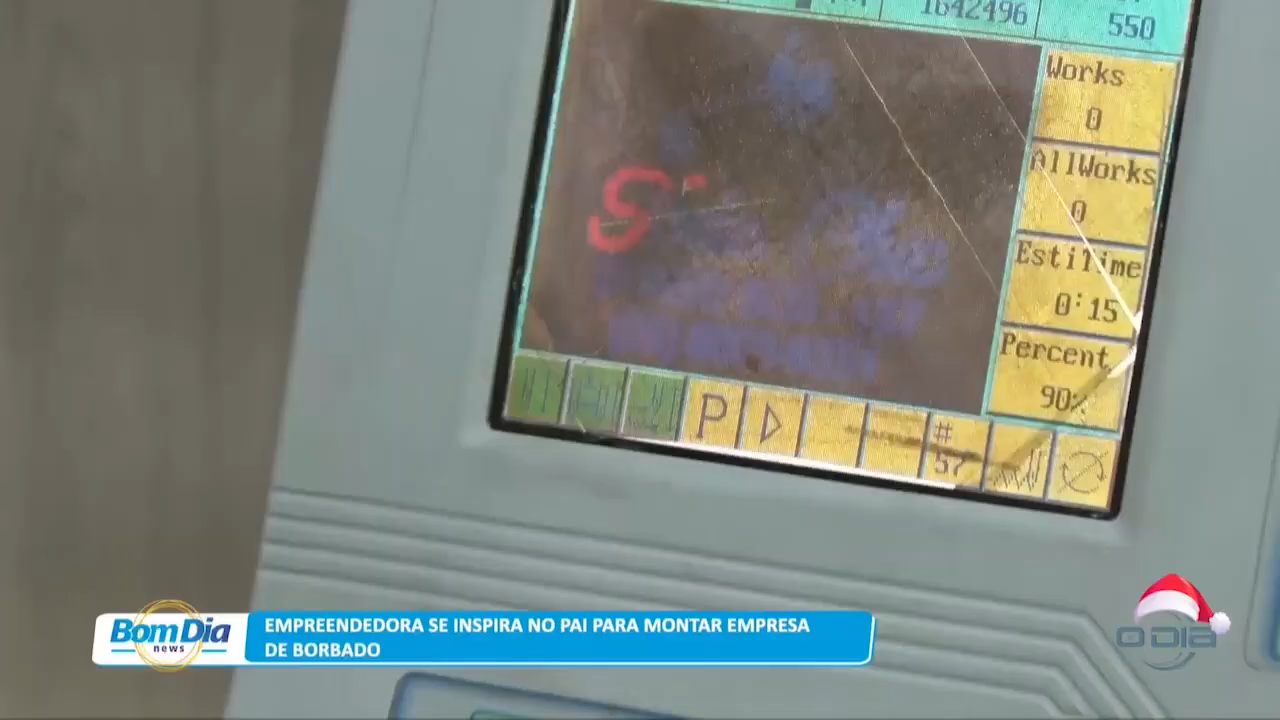 1642496
550
Works
0
AllWorks
0
EstiTime
0:15
Percent
90%
P
#
57
S
Bom Dia
news
EMPREENDEDORA SE INSPIRA NO PAI PARA MONTAR EMPRESA
DE BORBADO
O DIA